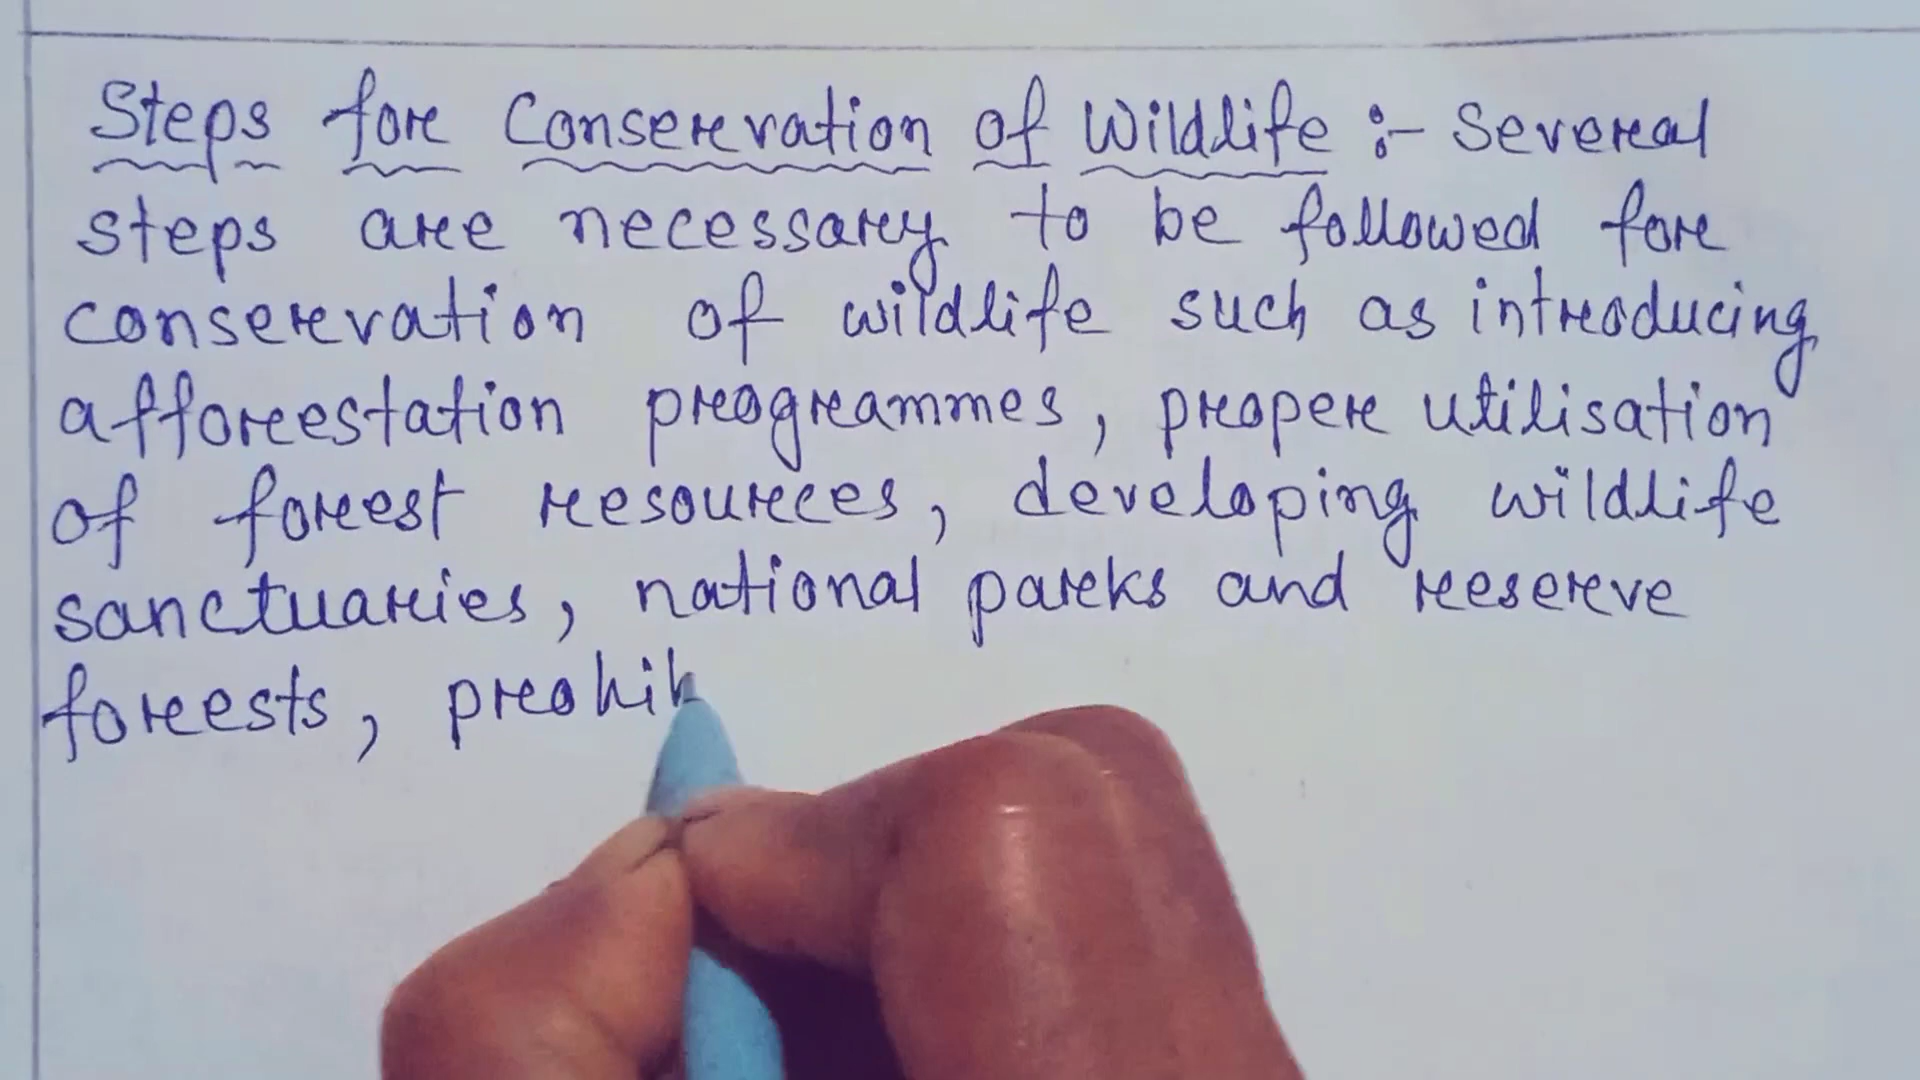 Steps for Conservation of Wildlife :- Several
steps are necessary to be followed for
conservation of wildlife such as introducing
afforestation programmes, proper utilisation
of forest resources, developing wildlife
sanctuaries, national parks and reserve
forests, prohib